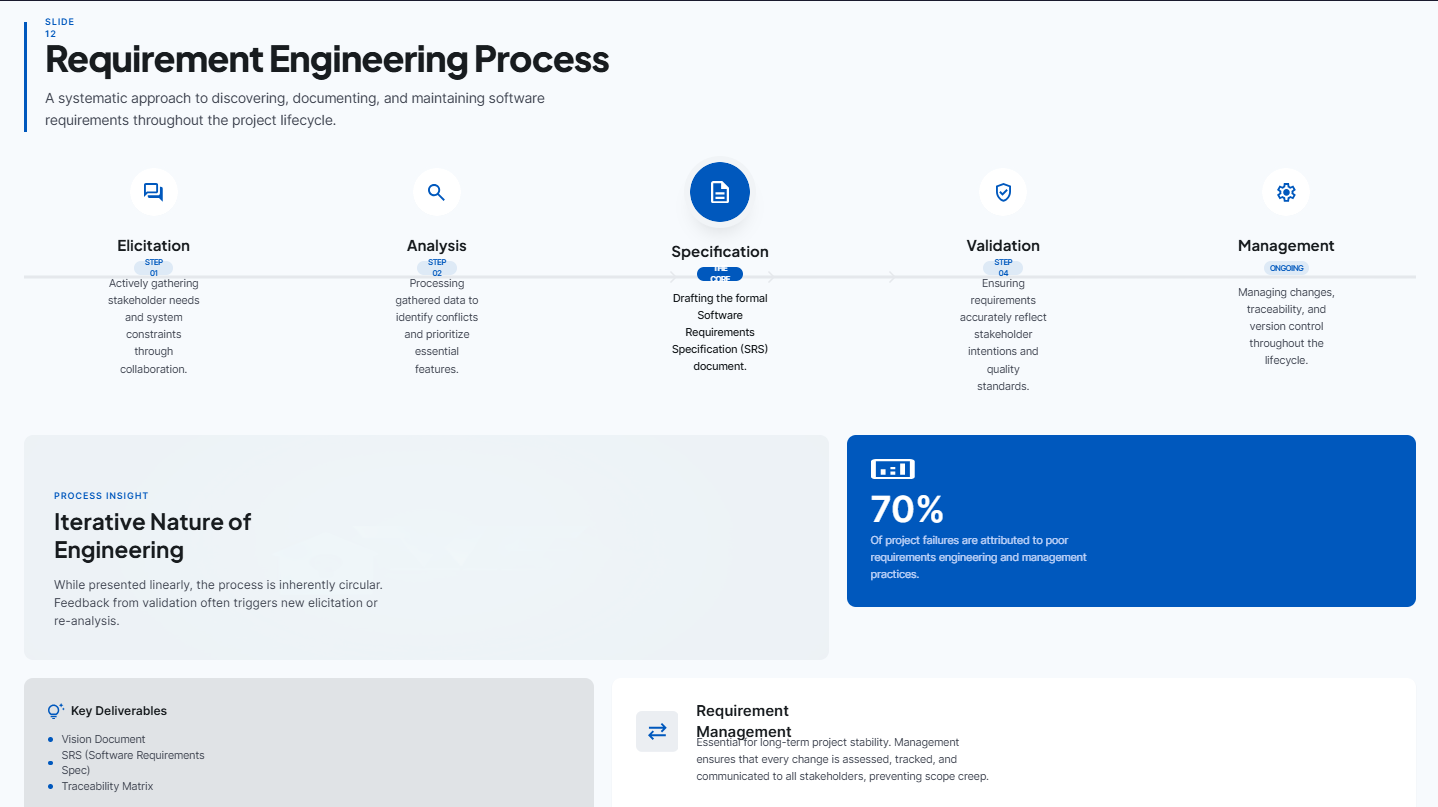 SLIDE
12
Requirement Engineering Process
A systematic approach to discovering, documenting, and maintaining software
requirements throughout the project lifecycle.
Elicitation
STEP
01
Actively gathering
stakeholder needs
and system
constraints
through
collaboration.
Analysis
STEP
02
Processing
gathered data to
identify conflicts
and prioritize
essential
features.
Specification
THE
CORE
Drafting the formal
Software
Requirements
Specification (SRS)
document.
Validation
STEP
04
Ensuring
requirements
accurately reflect
stakeholder
intentions and
quality
standards.
Management
ONGOING
Managing changes,
traceability, and
version control
throughout the
lifecycle.
PROCESS INSIGHT
Iterative Nature of
Engineering
While presented linearly, the process is inherently circular.
Feedback from validation often triggers new elicitation or
re-analysis.
70%
Of project failures are attributed to poor
requirements engineering and management
practices.
Key Deliverables
Vision Document
SRS (Software Requirements
Spec)
Traceability Matrix
Requirement
Management
Essential for long-term project stability. Management
ensures that every change is assessed, tracked, and
communicated to all stakeholders, preventing scope creep.